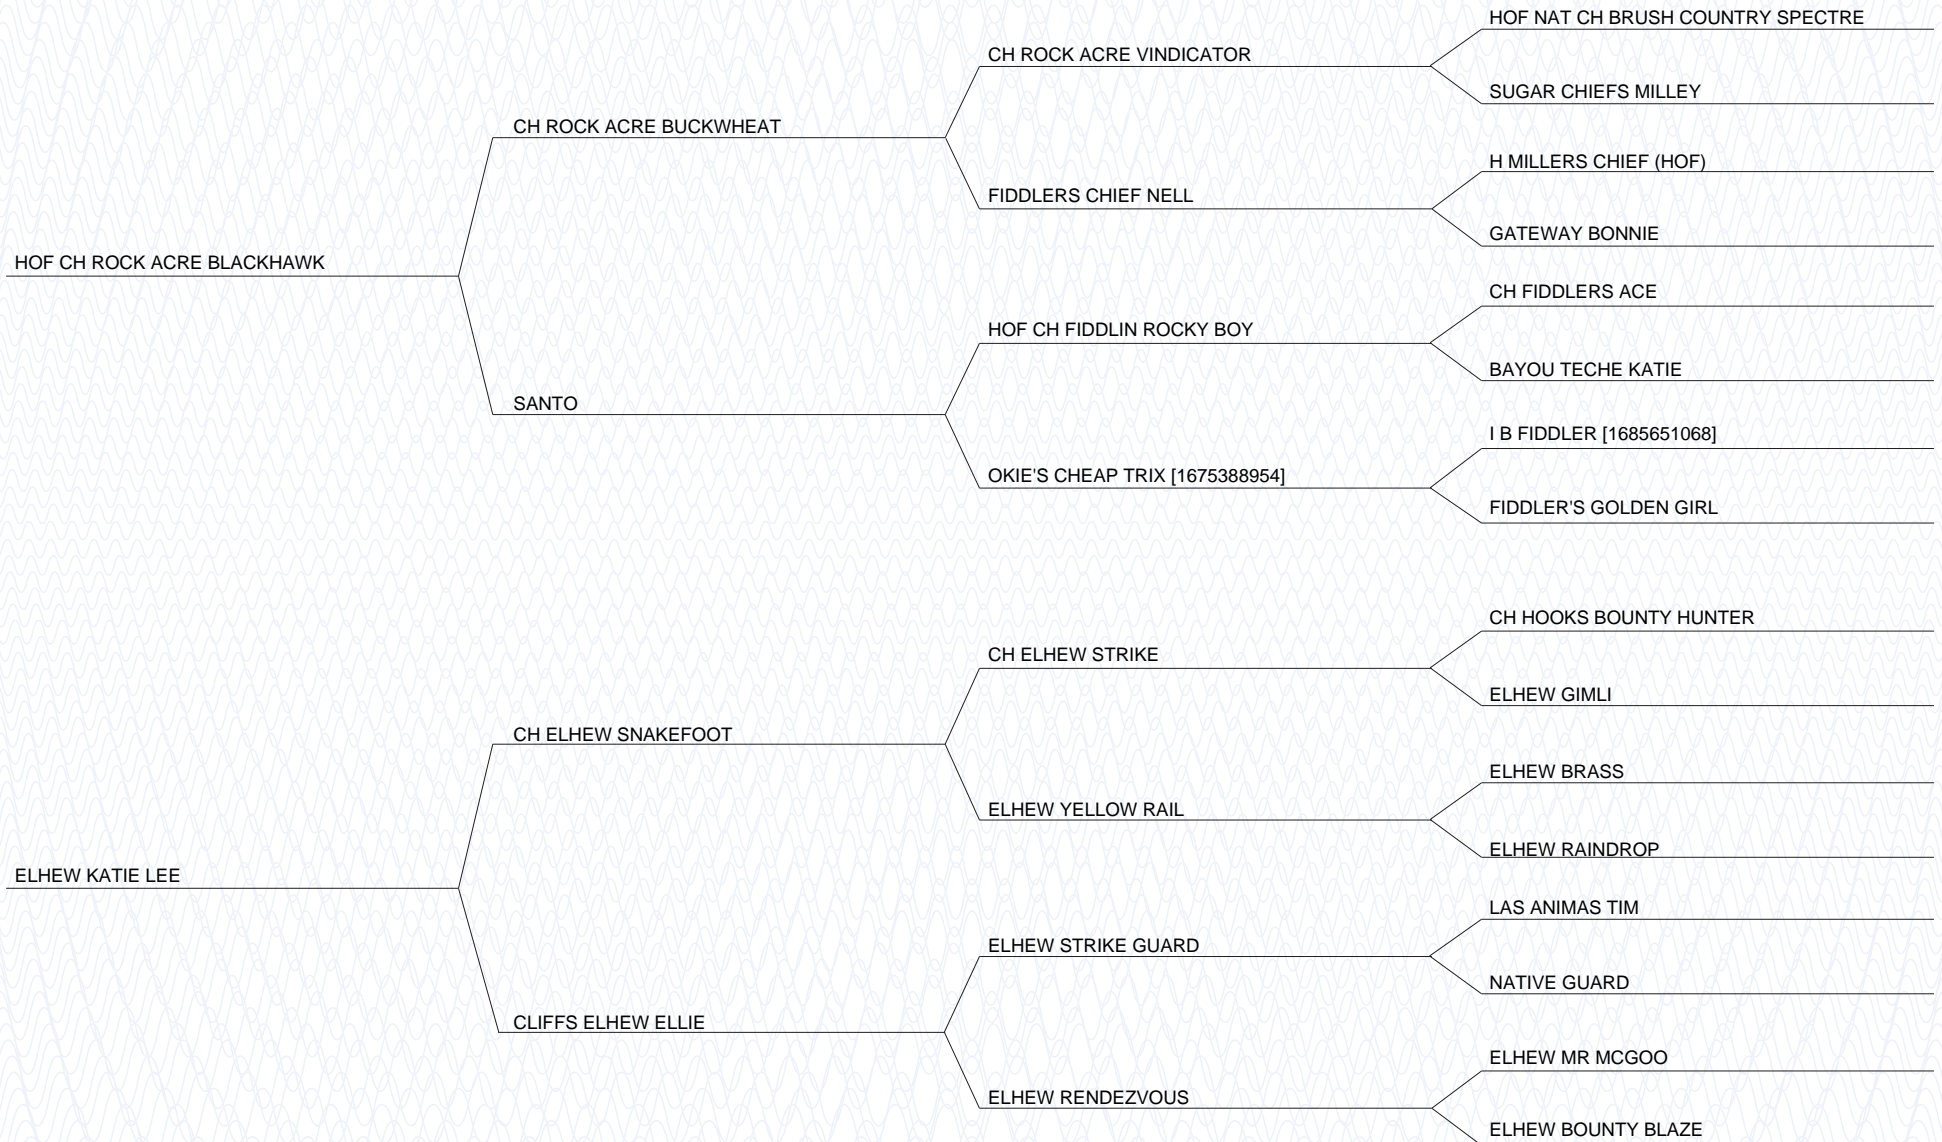 HOF NAT CH BRUSH COUNTRY SPECTRE
CH ROCK ACRE VINDICATOR
SUGAR CHIEFS MILLEY
CH ROCK ACRE BUCKWHEAT
H MILLERS CHIEF (HOF)
FIDDLERS CHIEF NELL
GATEWAY BONNIE
HOF CH ROCK ACRE BLACKHAWK
CH FIDDLERS ACE
HOF CH FIDDLIN ROCKY BOY
BAYOU TECHE KATIE
SANTO
I B FIDDLER [1685651068]
OKIE'S CHEAP TRIX [1675388954]
FIDDLER'S GOLDEN GIRL
CH HOOKS BOUNTY HUNTER
CH ELHEW STRIKE
ELHEW GIMLI
CH ELHEW SNAKEFOOT
ELHEW BRASS
ELHEW YELLOW RAIL
ELHEW RAINDROP
ELHEW KATIE LEE
LAS ANIMAS TIM
ELHEW STRIKE GUARD
NATIVE GUARD
CLIFFS ELHEW ELLIE
ELHEW MR MCGOO
ELHEW RENDEZVOUS
ELHEW BOUNTY BLAZE